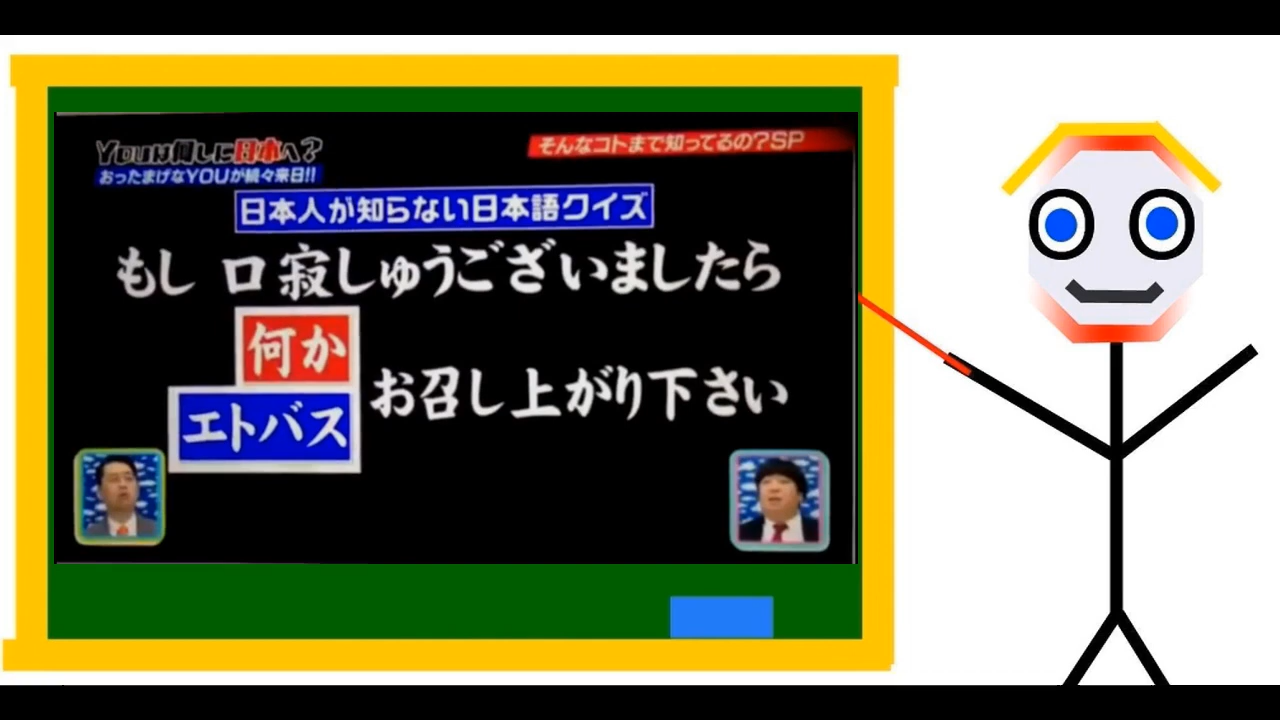 YOUは何しに日本へ?
そんなコトまで知ってるの?SP
おったまげなYOUが続々来日!!
日本人が知らない日本語クイズ
もし 口寂しゅうございましたら
何か
エトバス
お召し上がり下さい